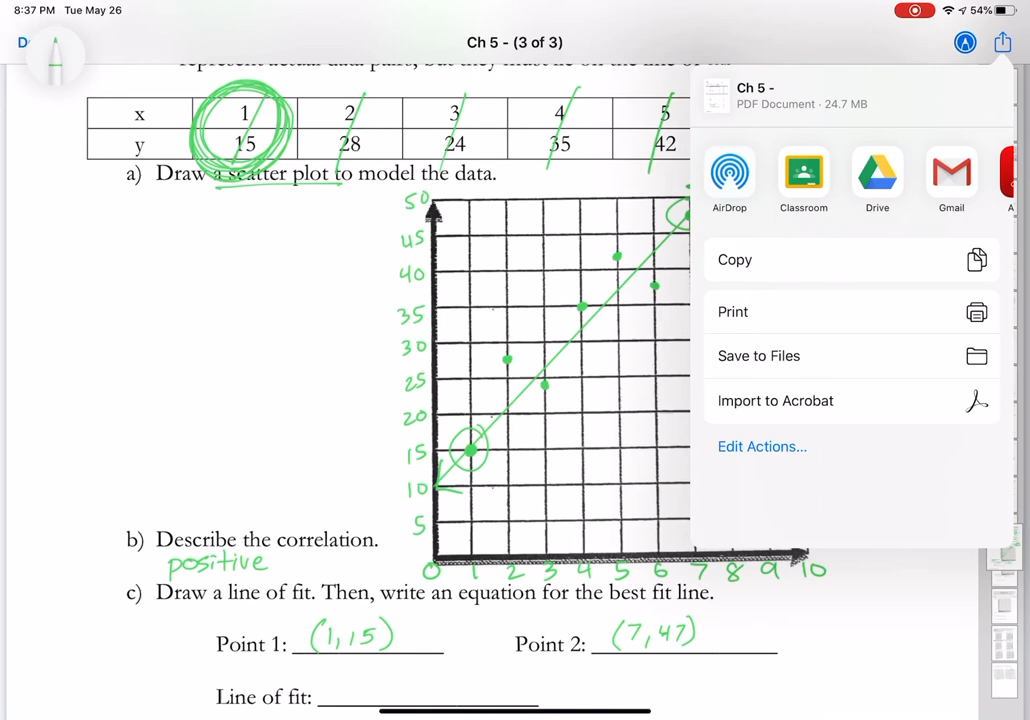 8:37 PM Tue May 26
54%
Ch 5 - (3 of 3)
x 1 2 3 4 5
y 15 28 24 35 42
a) Draw a scatter plot to model the data.
50
45
40
35
30
25
20
15
10
5
0 1 2 3 4 5 6 7 8 9 10
b) Describe the correlation.
positive
c) Draw a line of fit. Then, write an equation for the best fit line.
Point 1: (1,15) Point 2: (7,47)
Line of fit:
Ch 5 -
PDF Document · 24.7 MB
AirDrop Classroom Drive Gmail A
Copy
Print
Save to Files
Import to Acrobat
Edit Actions...